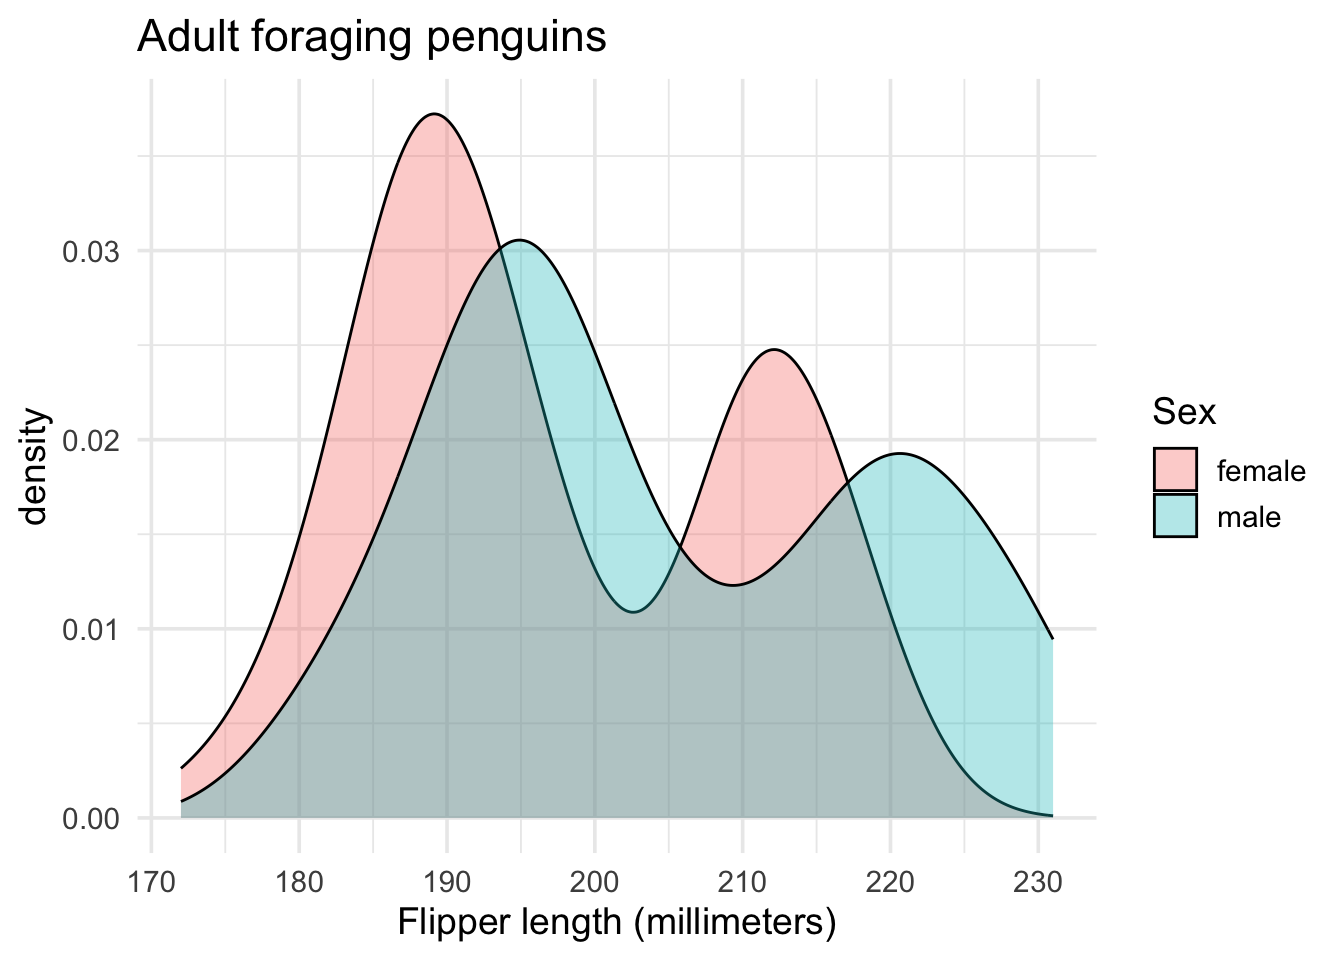 Adult foraging penguins
density
0.03
0.02
0.01
0.00
170 180 190 200 210 220 230
Flipper length (millimeters)
Sex
female
male